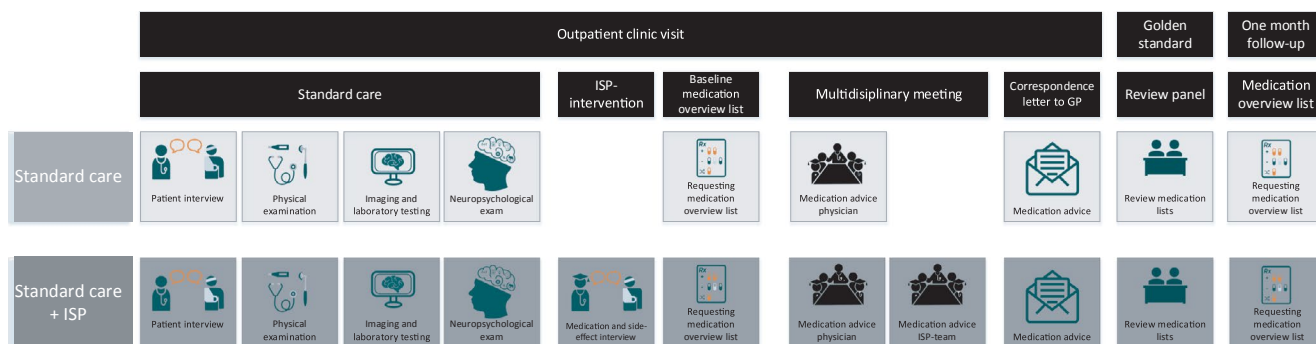 Outpatient clinic visit
Golden
standard
One month
follow-up
Standard care
ISP-
intervention
Baseline
medication
overview list
Multidisiplinary meeting
Correspondence
letter to GP
Review panel
Medication
overview list
Standard care
Patient interview
Physical
examination
Imaging and
laboratory testing
Neuropsychological
exam
Rx
Requesting
medication
overview list
Medication advice
physician
Medication advice
Review medication
lists
Rx
Requesting
medication
overview list
Standard care
+ ISP
Patient interview
Physical
examination
Imaging and
laboratory testing
Neuropsychological
exam
Medication and side-
effect interview
Rx
Requesting
medication
overview list
Medication advice
physician
Medication advice
ISP-team
Medication advice
Review medication
lists
Rx
Requesting
medication
overview list